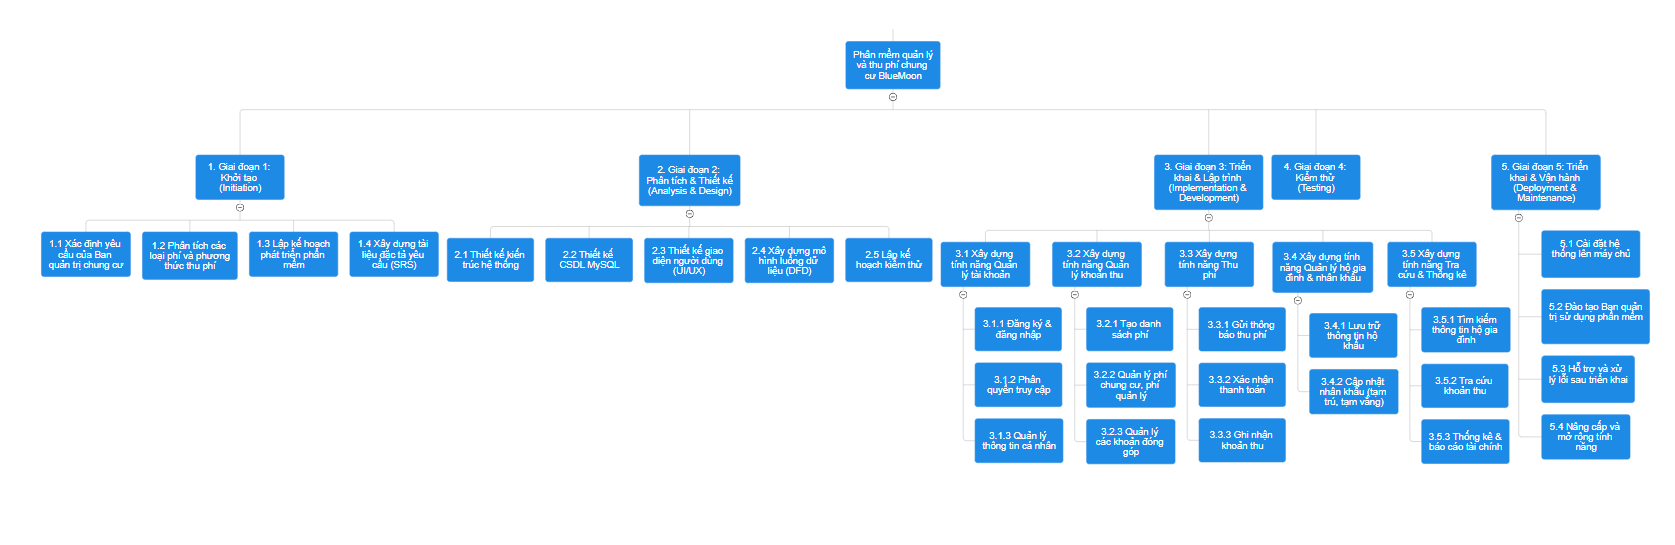 Phần mềm quản lý
và thu phí chung
cư BlueMoon
1. Giai đoạn 1:
Khởi tạo
(Initiation)
2. Giai đoạn 2:
Phân tích & Thiết kế
(Analysis & Design)
3. Giai đoạn 3: Triển
khai & Lập trình
(Implementation &
Development)
4. Giai đoạn 4:
Kiểm thử
(Testing)
5. Giai đoạn 5: Triển
khai & Vận hành
(Deployment &
Maintenance)
1.1 Xác định yêu
cầu của Ban
quản trị chung cư
1.2 Phân tích các
loại phí và phương
thức thu phí
1.3 Lập kế hoạch
phát triển phần
mềm
1.4 Xây dựng tài
liệu đặc tả yêu
cầu (SRS)
2.1 Thiết kế kiến
trúc hệ thống
2.2 Thiết kế
CSDL MySQL
2.3 Thiết kế giao
diện người dùng
(UI/UX)
2.4 Xây dựng mô
hình luồng dữ
liệu (DFD)
2.5 Lập kế
hoạch kiểm thử
3.1 Xây dựng
tính năng Quản
lý tài khoản
3.1.1 Đăng ký &
đăng nhập
3.1.2 Phân
quyền truy cập
3.1.3 Quản lý
thông tin cá nhân
3.2 Xây dựng
tính năng Quản
lý khoản thu
3.2.1 Tạo danh
sách phí
3.2.2 Quản lý phí
chung cư, phí
quản lý
3.2.3 Quản lý
các khoản đóng
góp
3.3 Xây dựng
tính năng Thu
phí
3.3.1 Gửi thông
báo thu phí
3.3.2 Xác nhận
thanh toán
3.3.3 Ghi nhận
khoản thu
3.4 Xây dựng tính
năng Quản lý hộ gia
đình & nhân khẩu
3.4.1 Lưu trữ
thông tin hộ
khẩu
3.4.2 Cập nhật
nhân khẩu (tạm
trú, tạm vắng)
3.5 Xây dựng
tính năng Tra
cứu & Thống kê
3.5.1 Tìm kiếm
thông tin hộ gia
đình
3.5.2 Tra cứu
khoản thu
3.5.3 Thống kê &
báo cáo tài chính
5.1 Cài đặt hệ
thống lên máy chủ
5.2 Đào tạo Ban quản
trị sử dụng phần mềm
5.3 Hỗ trợ và xử
lý lỗi sau triển khai
5.4 Nâng cấp và
mở rộng tính
năng